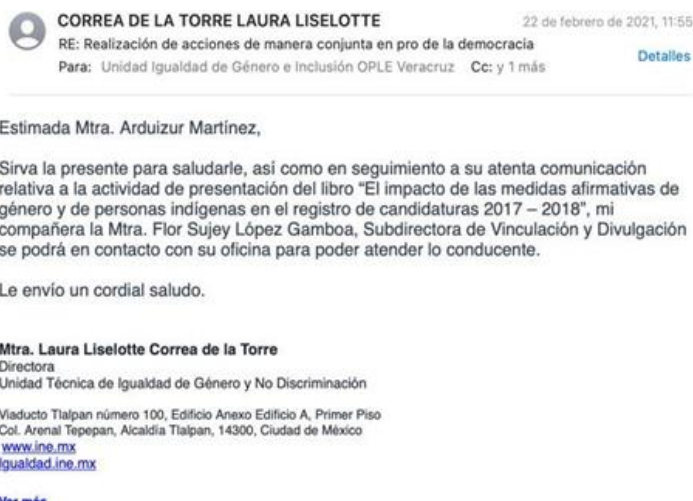 CORREA DE LA TORRE LAURA LISELOTTE 22 de febrero de 2021, 11:55
RE: Realización de acciones de manera conjunta en pro de la democracia
Para: Unidad Igualdad de Género e Inclusión OPLE Veracruz Cc: y 1 más Detalles
Estimada Mtra. Arduizur Martínez,
Sirva la presente para saludarle, así como en seguimiento a su atenta comunicación
relativa a la actividad de presentación del libro “El impacto de las medidas afirmativas de
género y de personas indígenas en el registro de candidaturas 2017 – 2018”, mi
compañera la Mtra. Flor Sujey López Gamboa, Subdirectora de Vinculación y Divulgación
se podrá en contacto con su oficina para poder atender lo conducente.
Le envío un cordial saludo.
Mtra. Laura Liselotte Correa de la Torre
Directora
Unidad Técnica de Igualdad de Género y No Discriminación
Viaducto Tlalpan número 100, Edificio Anexo Edificio A, Primer Piso
Col. Arenal Tepepan, Alcaldía Tlalpan, 14300, Ciudad de México
www.ine.mx
Igualdad.ine.mx
Ver más